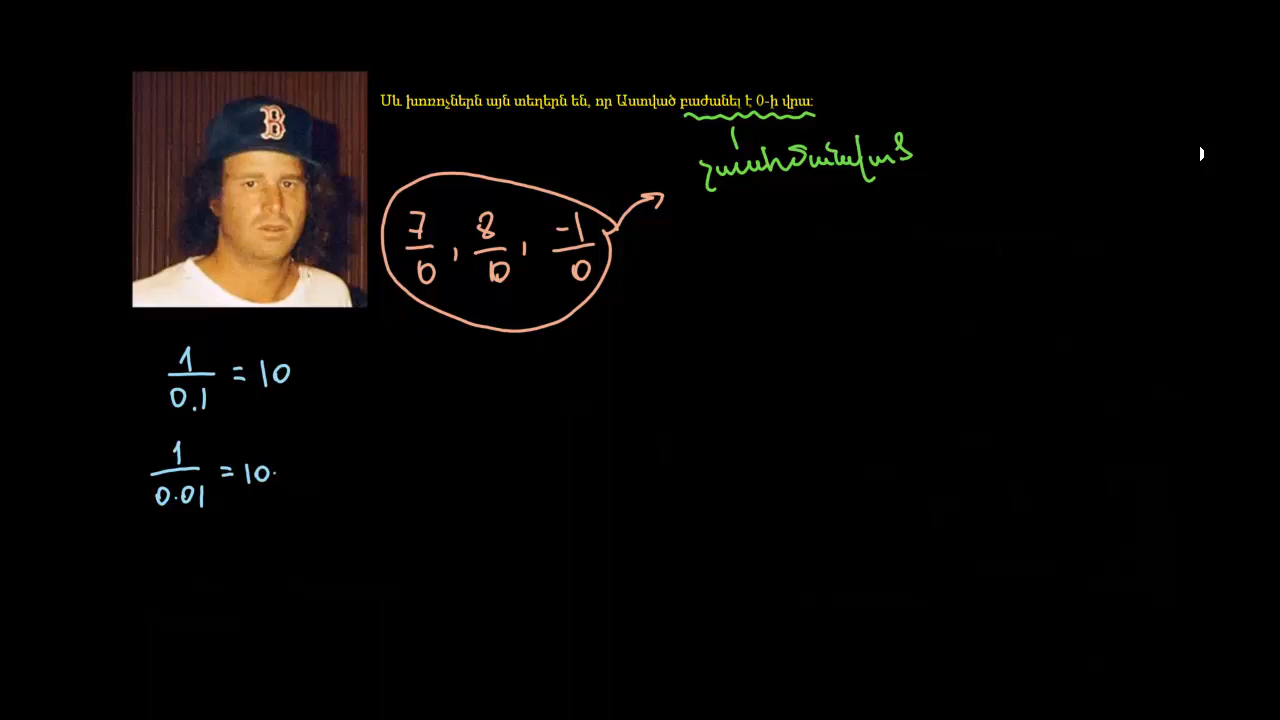 B
Սև խոռոչներն այն տեղերն են, որ Աստված բաժանել է 0-ի վրա:
չսահմանված
7/0, 8/0, -1/0
1/0.1 = 10
1/0.01 = 10.